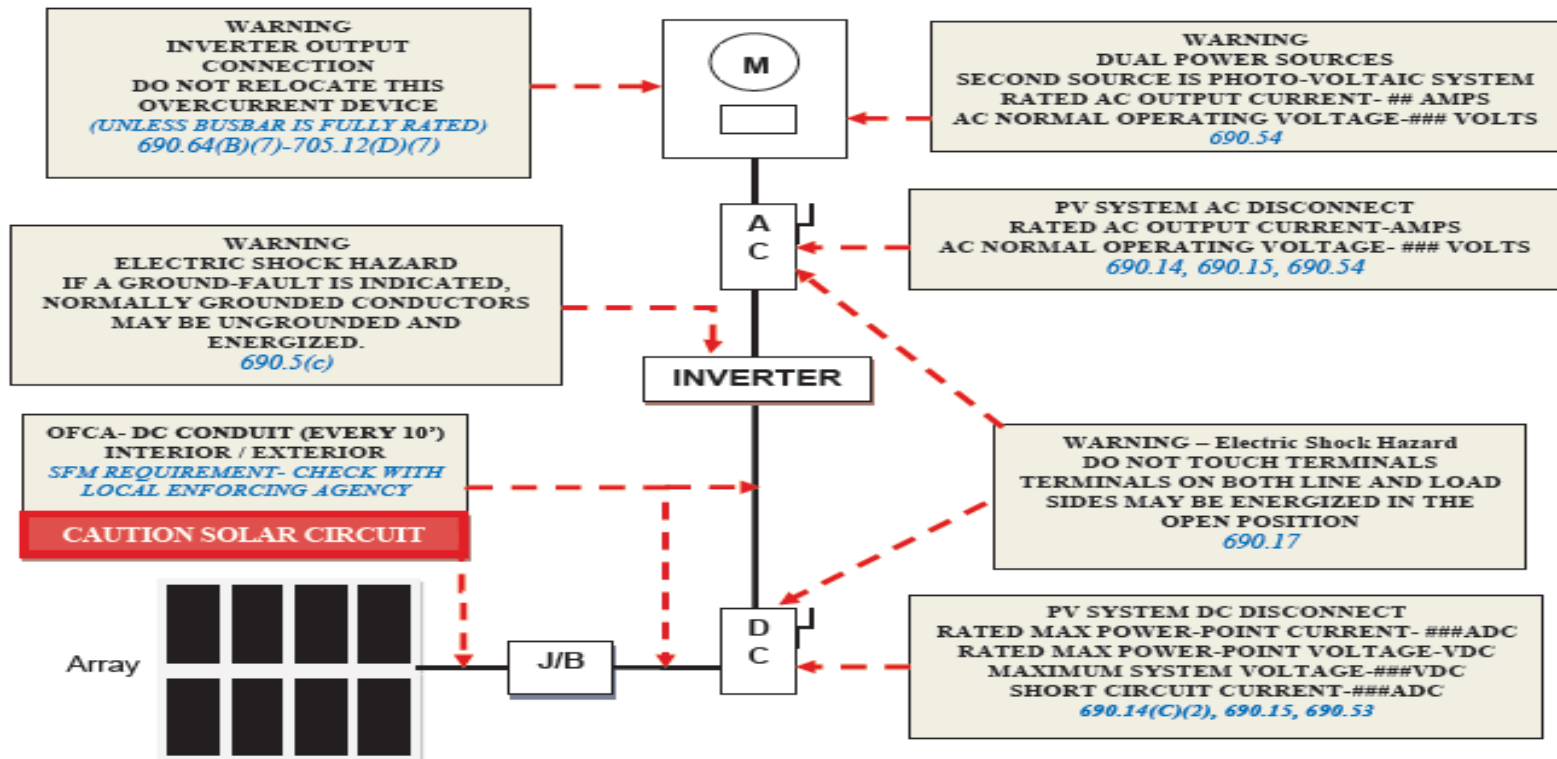 WARNING
INVERTER OUTPUT
CONNECTION
DO NOT RELOCATE THIS
OVERCURRENT DEVICE
(UNLESS BUSBAR IS FULLY RATED)
690.64(B)(7)-705.12(D)(7)
M
WARNING
DUAL POWER SOURCES
SECOND SOURCE IS PHOTO-VOLTAIC SYSTEM
RATED AC OUTPUT CURRENT- ## AMPS
AC NORMAL OPERATING VOLTAGE-### VOLTS
690.54
A
C
PV SYSTEM AC DISCONNECT
RATED AC OUTPUT CURRENT-AMPS
AC NORMAL OPERATING VOLTAGE- ### VOLTS
690.14, 690.15, 690.54
WARNING
ELECTRIC SHOCK HAZARD
IF A GROUND-FAULT IS INDICATED,
NORMALLY GROUNDED CONDUCTORS
MAY BE UNGROUNDED AND
ENERGIZED.
690.5(c)
INVERTER
OFCA- DC CONDUIT (EVERY 10’)
INTERIOR / EXTERIOR
SFM REQUIREMENT- CHECK WITH
LOCAL ENFORCING AGENCY
CAUTION SOLAR CIRCUIT
WARNING – Electric Shock Hazard
DO NOT TOUCH TERMINALS
TERMINALS ON BOTH LINE AND LOAD
SIDES MAY BE ENERGIZED IN THE
OPEN POSITION
690.17
Array
J/B
D
C
PV SYSTEM DC DISCONNECT
RATED MAX POWER-POINT CURRENT- ###ADC
RATED MAX POWER-POINT VOLTAGE-VDC
MAXIMUM SYSTEM VOLTAGE-###VDC
SHORT CIRCUIT CURRENT-###ADC
690.14(C)(2), 690.15, 690.53